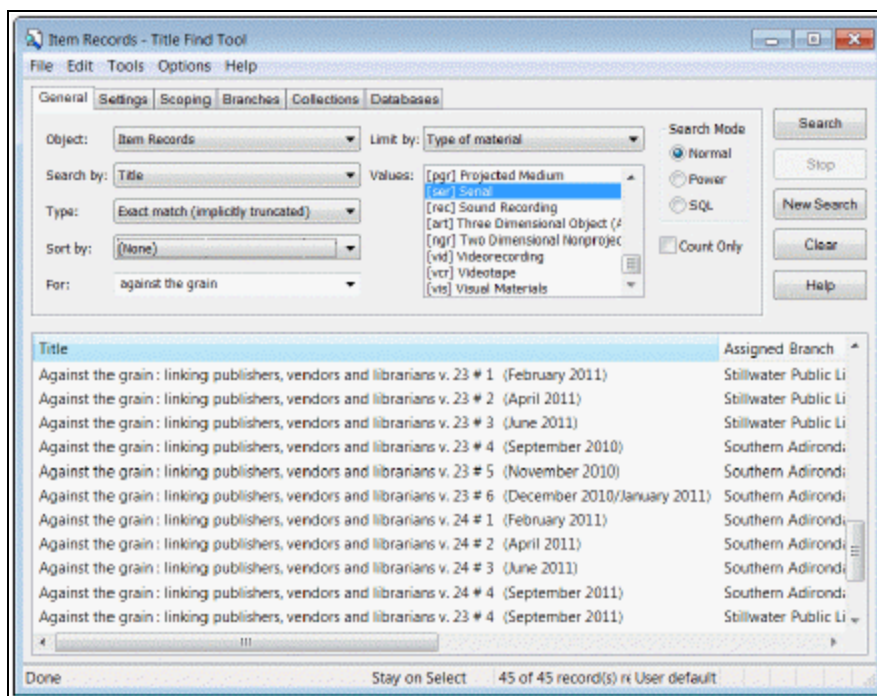 Item Records - Title Find Tool
File Edit Tools Options Help
General Settings Scoping Branches Collections Databases
Object: Item Records Limit by: Type of material Search Mode Search
Normal
Search by: Title Values: [pgr] Projected Medium Power Stop
[ser] Serial
[rec] Sound Recording SQL
Type: Exact match (implicitly truncated) [art] Three Dimensional Object (A New Search
[ngr] Two Dimensional Nonprojec
Sort by: (None) [vid] Videorecording Count Only Clear
[vcr] Videotape
For: against the grain [vis] Visual Materials Help
Title Assigned Branch
Against the grain : linking publishers, vendors and librarians v. 23 # 1 (February 2011) Stillwater Public Li
Against the grain : linking publishers, vendors and librarians v. 23 # 2 (April 2011) Stillwater Public Li
Against the grain : linking publishers, vendors and librarians v. 23 # 3 (June 2011) Stillwater Public Li
Against the grain : linking publishers, vendors and librarians v. 23 # 4 (September 2010) Southern Adironda
Against the grain : linking publishers, vendors and librarians v. 23 # 5 (November 2010) Southern Adironda
Against the grain : linking publishers, vendors and librarians v. 23 # 6 (December 2010/January 2011) Southern Adironda
Against the grain : linking publishers, vendors and librarians v. 24 # 1 (February 2011) Southern Adironda
Against the grain : linking publishers, vendors and librarians v. 24 # 2 (April 2011) Southern Adironda
Against the grain : linking publishers, vendors and librarians v. 24 # 3 (June 2011) Southern Adironda
Against the grain : linking publishers, vendors and librarians v. 24 # 4 (September 2011) Southern Adironda
Against the grain : linking publishers, vendors and librarians v. 23 # 4 (September 2011) Stillwater Public Li
Done Stay on Select 45 of 45 record(s) re User default